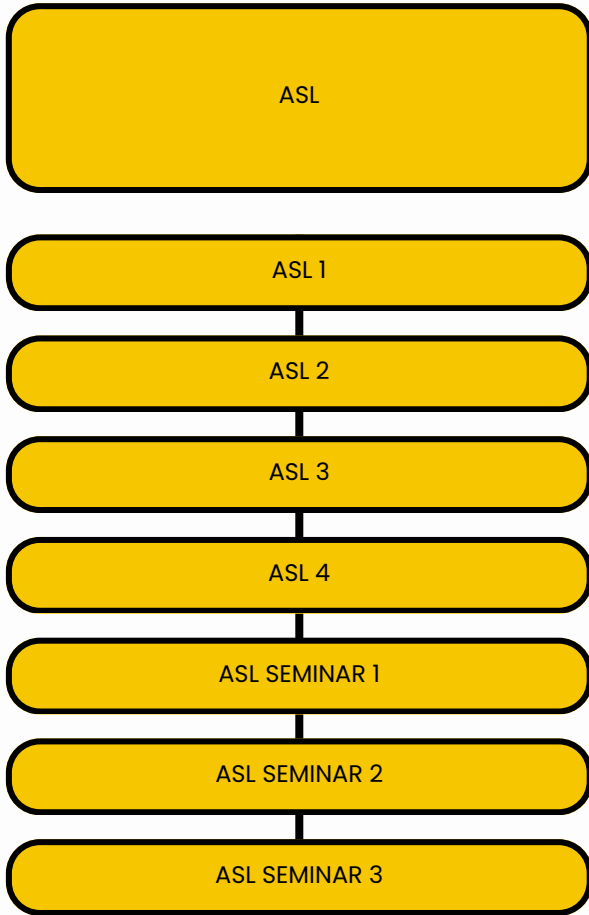 ASL
ASL 1
ASL 2
ASL 3
ASL 4
ASL SEMINAR 1
ASL SEMINAR 2
ASL SEMINAR 3